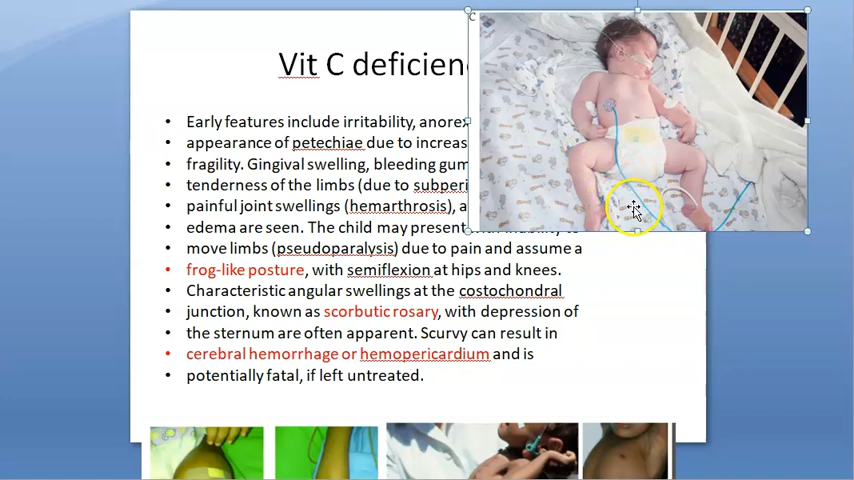 C
Vit C deficien
• Early features include irritability, anorex
• appearance of petechiae due to increas
• fragility. Gingival swelling, bleeding gum
• tenderness of the limbs (due to subperi
• painful joint swellings (hemarthrosis), a
• edema are seen. The child may present
• move limbs (pseudoparalysis) due to pain and assume a
• frog-like posture, with semiflexion at hips and knees.
• Characteristic angular swellings at the costochondral
• junction, known as scorbutic rosary, with depression of
• the sternum are often apparent. Scurvy can result in
• cerebral hemorrhage or hemopericardium and is
• potentially fatal, if left untreated.